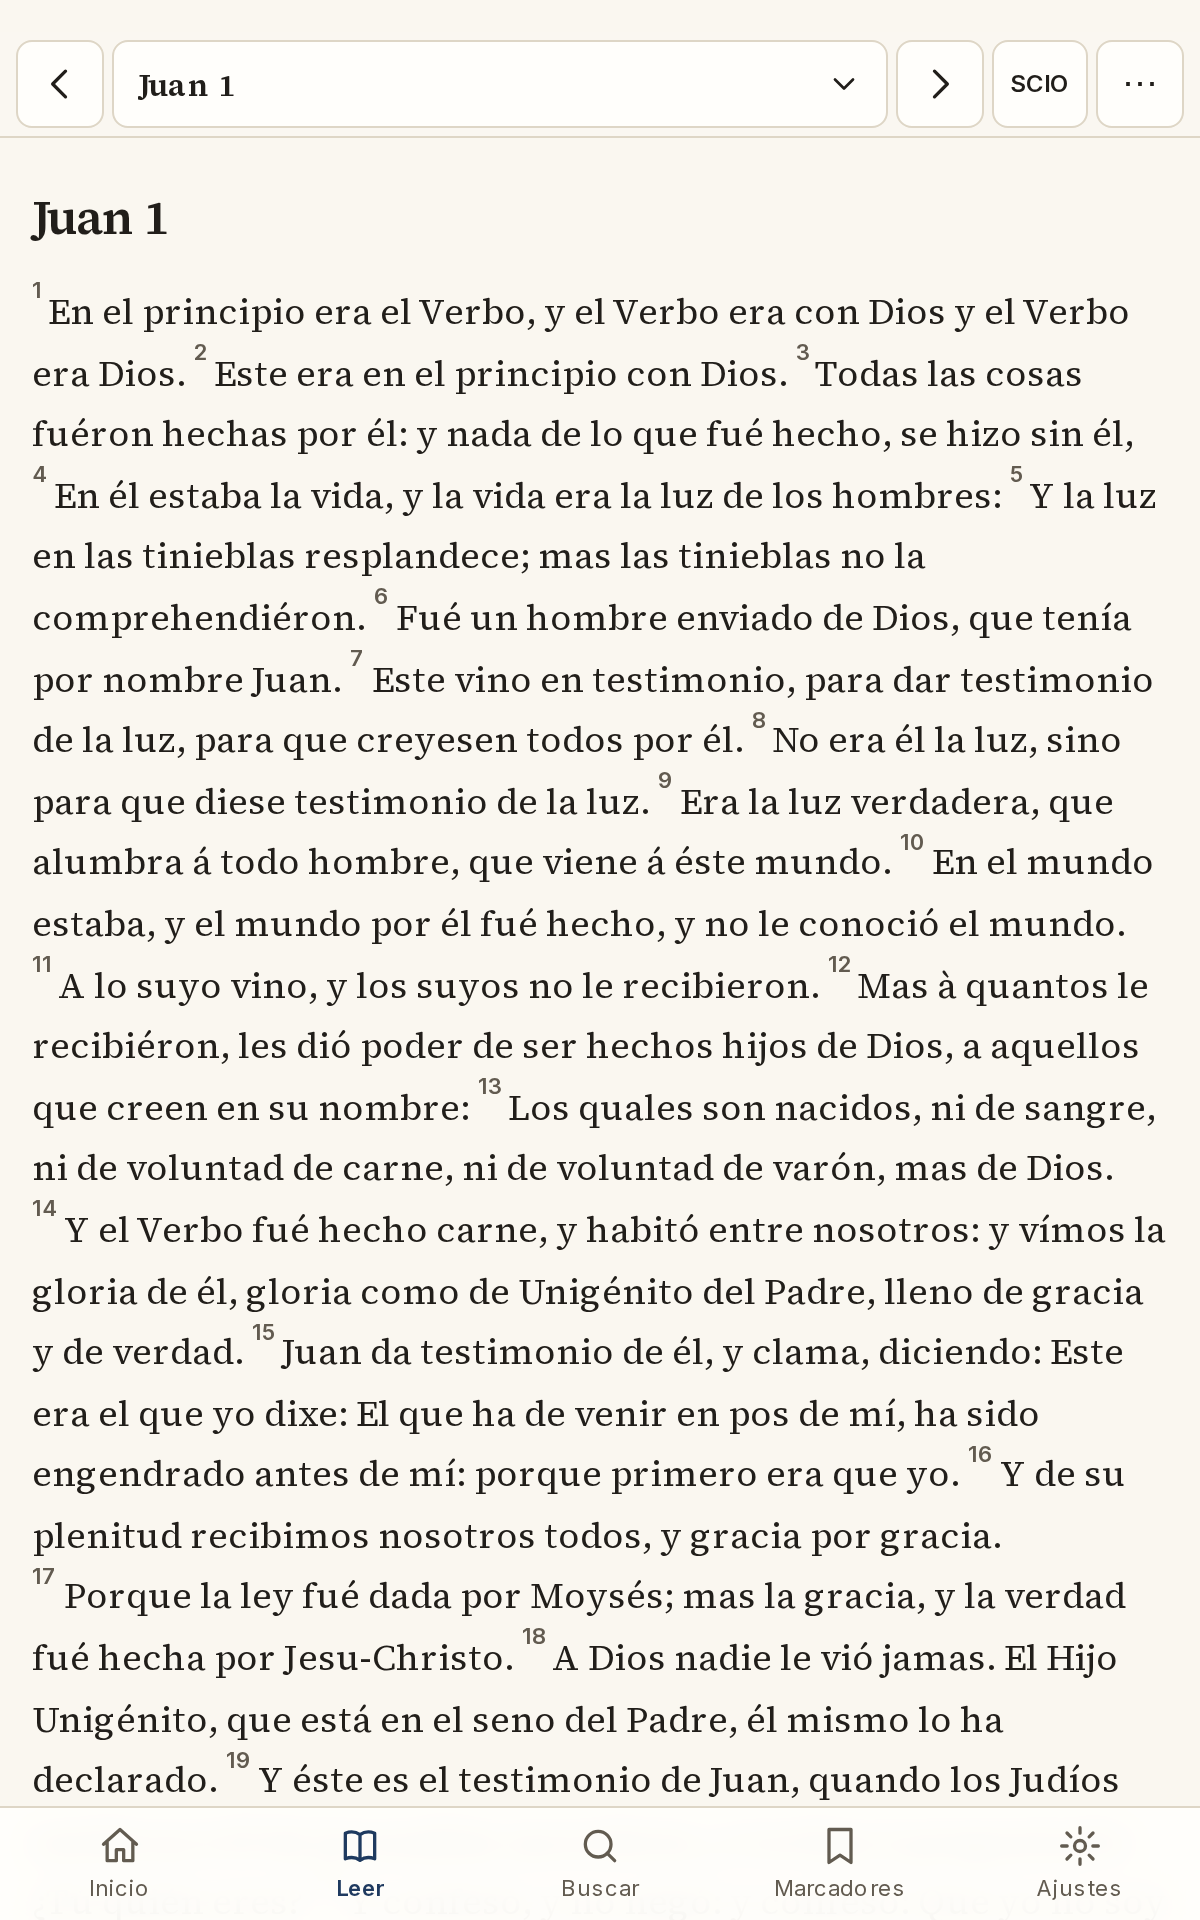 Juan 1
SCIO
Juan 1
1 En el principio era el Verbo, y el Verbo era con Dios y el Verbo
era Dios. 2 Este era en el principio con Dios. 3 Todas las cosas
fuéron hechas por él: y nada de lo que fué hecho, se hizo sin él,
4 En él estaba la vida, y la vida era la luz de los hombres: 5 Y la luz
en las tinieblas resplandece; mas las tinieblas no la
comprehendiéron. 6 Fué un hombre enviado de Dios, que tenía
por nombre Juan. 7 Este vino en testimonio, para dar testimonio
de la luz, para que creyesen todos por él. 8 No era él la luz, sino
para que diese testimonio de la luz. 9 Era la luz verdadera, que
alumbra á todo hombre, que viene á éste mundo. 10 En el mundo
estaba, y el mundo por él fué hecho, y no le conoció el mundo.
11 A lo suyo vino, y los suyos no le recibieron. 12 Mas à quantos le
recibiéron, les dió poder de ser hechos hijos de Dios, a aquellos
que creen en su nombre: 13 Los quales son nacidos, ni de sangre,
ni de voluntad de carne, ni de voluntad de varón, mas de Dios.
14 Y el Verbo fué hecho carne, y habitó entre nosotros: y vímos la
gloria de él, gloria como de Unigénito del Padre, lleno de gracia
y de verdad. 15 Juan da testimonio de él, y clama, diciendo: Este
era el que yo dixe: El que ha de venir en pos de mí, ha sido
engendrado antes de mí: porque primero era que yo. 16 Y de su
plenitud recibimos nosotros todos, y gracia por gracia.
17 Porque la ley fué dada por Moysés; mas la gracia, y la verdad
fué hecha por Jesu-Christo. 18 A Dios nadie le vió jamas. El Hijo
Unigénito, que está en el seno del Padre, él mismo lo ha
declarado. 19 Y éste es el testimonio de Juan, quando los Judíos
Inicio
Leer
Buscar
Marcadores
Ajustes